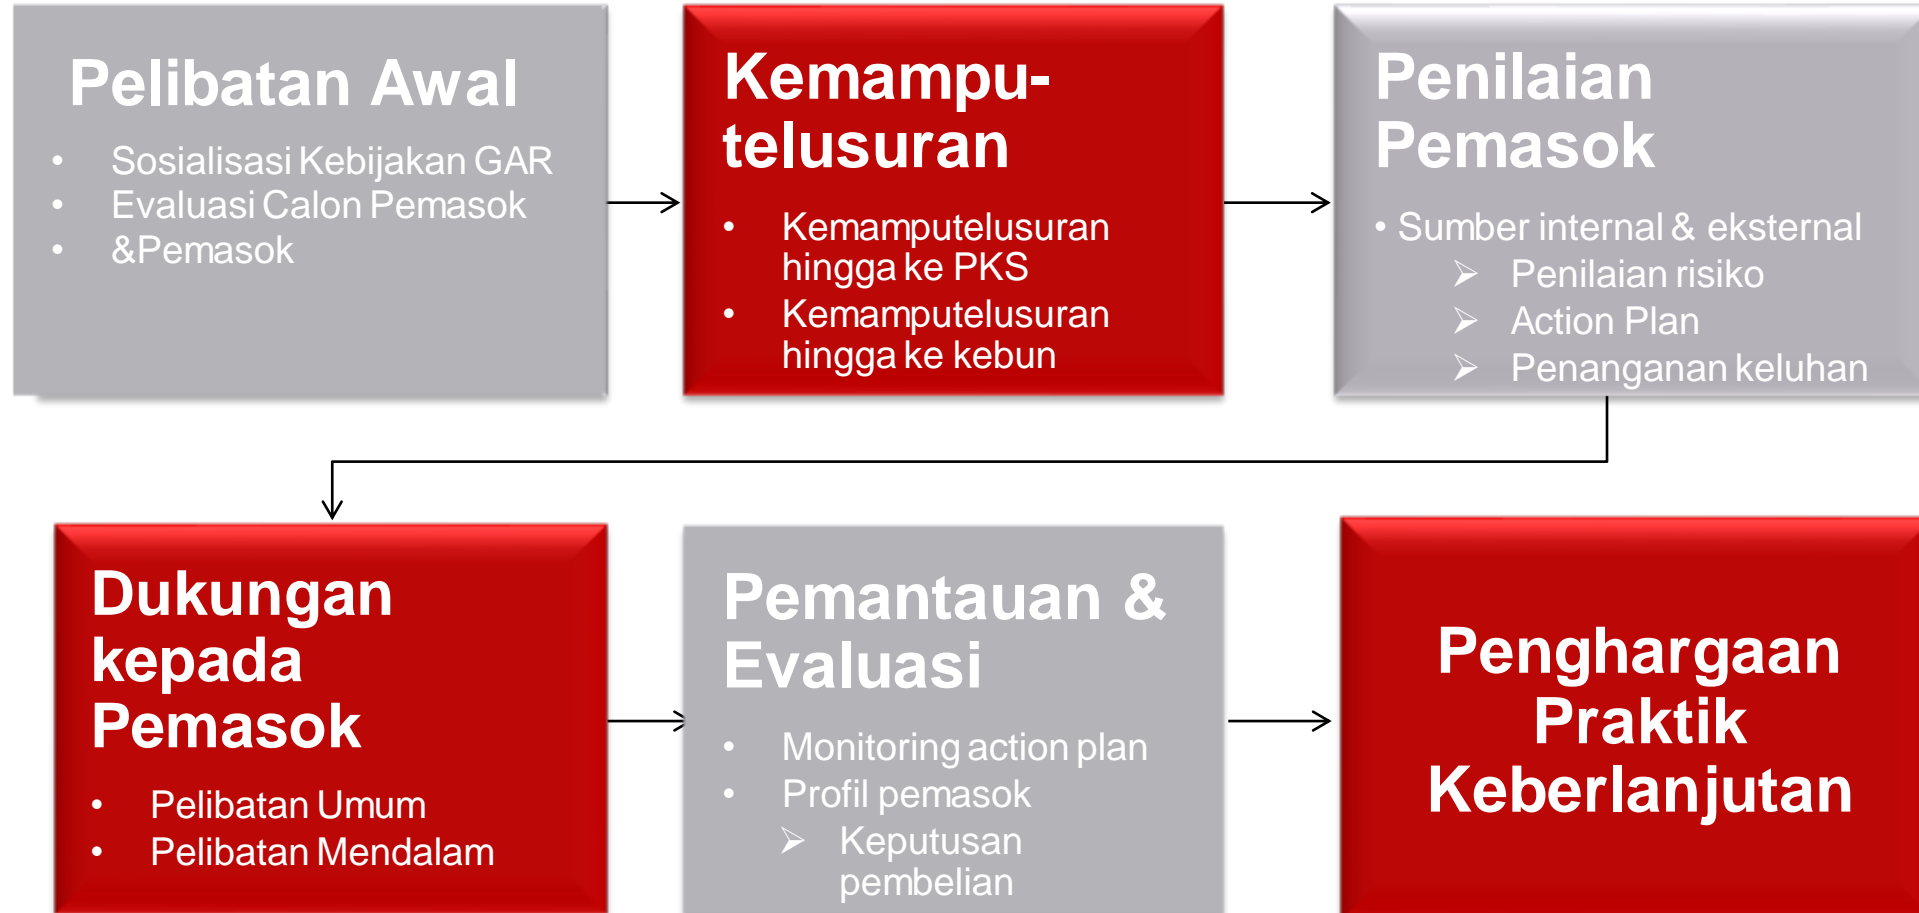 Pelibatan Awal
• Sosialisasi Kebijakan GAR
• Evaluasi Calon Pemasok
• &Pemasok
Kemampu-
telusuran
• Kemamputelusuran
hingga ke PKS
• Kemamputelusuran
hingga ke kebun
Penilaian
Pemasok
• Sumber internal & eksternal
➢ Penilaian risiko
➢ Action Plan
➢ Penanganan keluhan
Dukungan
kepada
Pemasok
• Pelibatan Umum
• Pelibatan Mendalam
Pemantauan &
Evaluasi
• Monitoring action plan
• Profil pemasok
➢ Keputusan
pembelian
Penghargaan
Praktik
Keberlanjutan